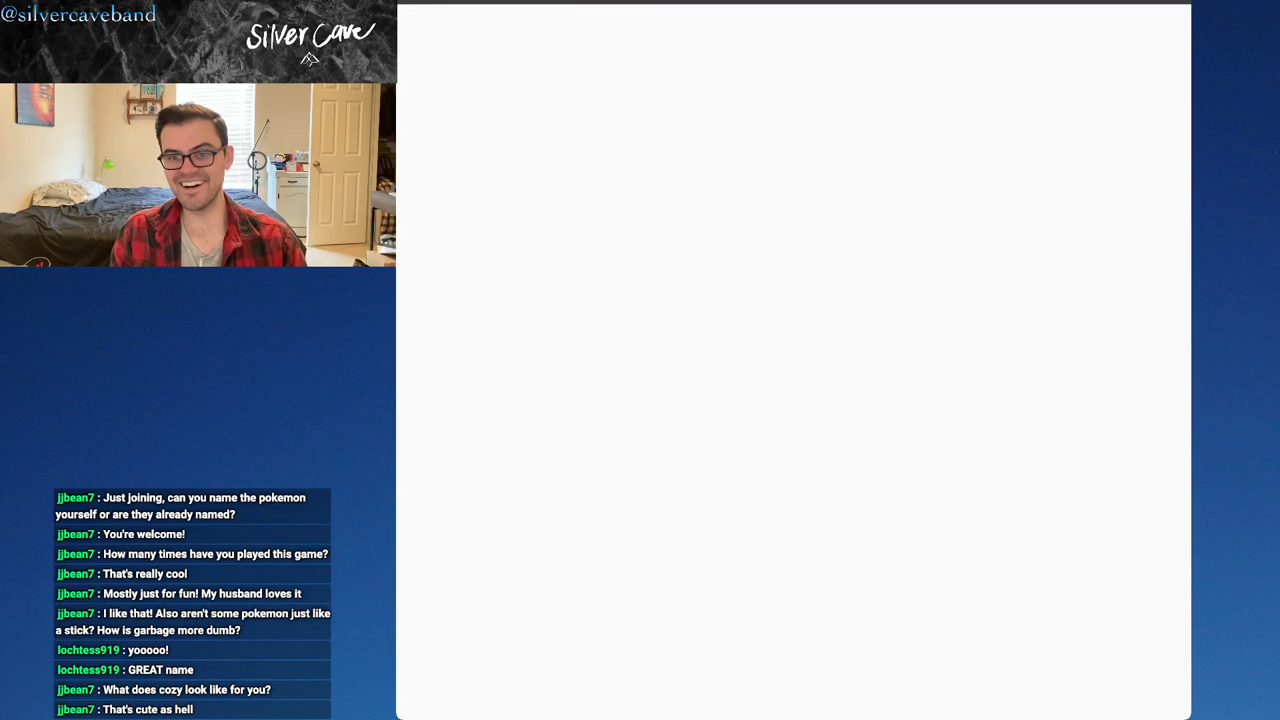 @silvercaveband
Silver Cave
jjbean7 : Just joining, can you name the pokemon
yourself or are they already named?
jjbean7 : You're welcome!
jjbean7 : How many times have you played this game?
jjbean7 : That's really cool
jjbean7 : Mostly just for fun! My husband loves it
jjbean7 : I like that! Also aren't some pokemon just like
a stick? How is garbage more dumb?
lochtess919 : yooooo!
lochtess919 : GREAT name
jjbean7 : What does cozy look like for you?
jjbean7 : That's cute as hell